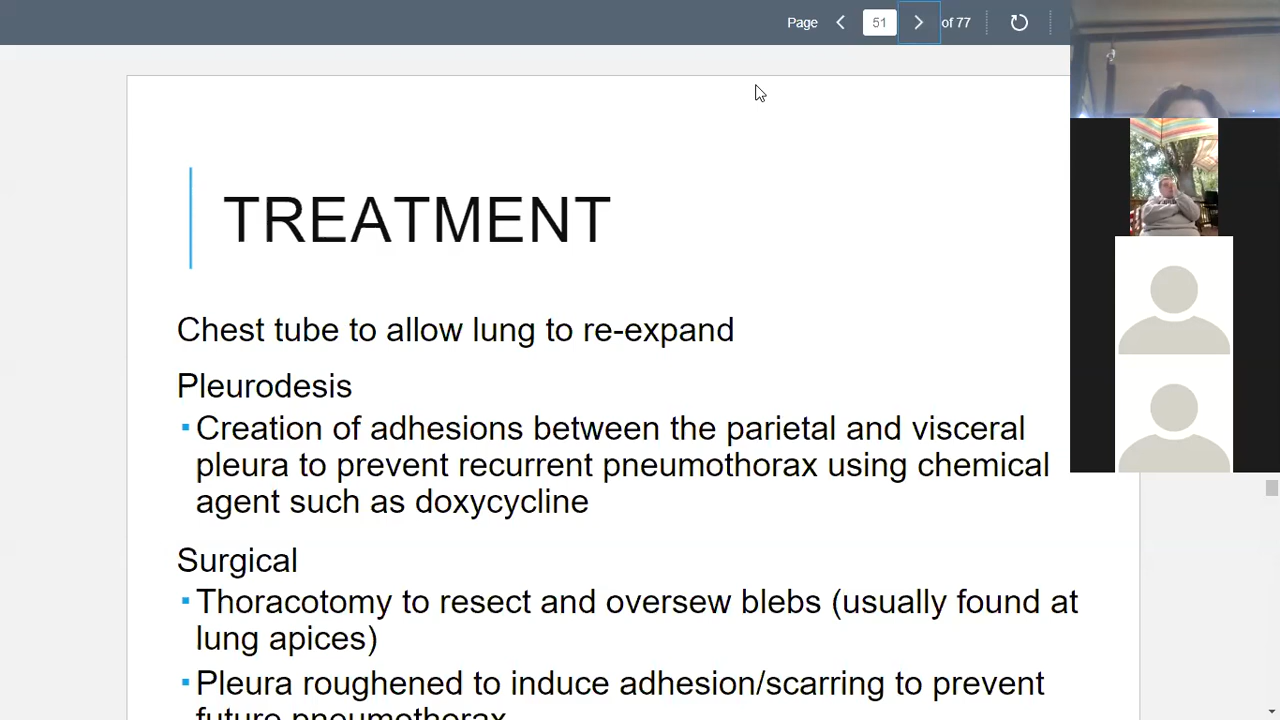 Page 51 of 77
TREATMENT
Chest tube to allow lung to re-expand
Pleurodesis
▪ Creation of adhesions between the parietal and visceral
pleura to prevent recurrent pneumothorax using chemical
agent such as doxycycline
Surgical
▪ Thoracotomy to resect and oversew blebs (usually found at
lung apices)
▪ Pleura roughened to induce adhesion/scarring to prevent
future pneumothorax